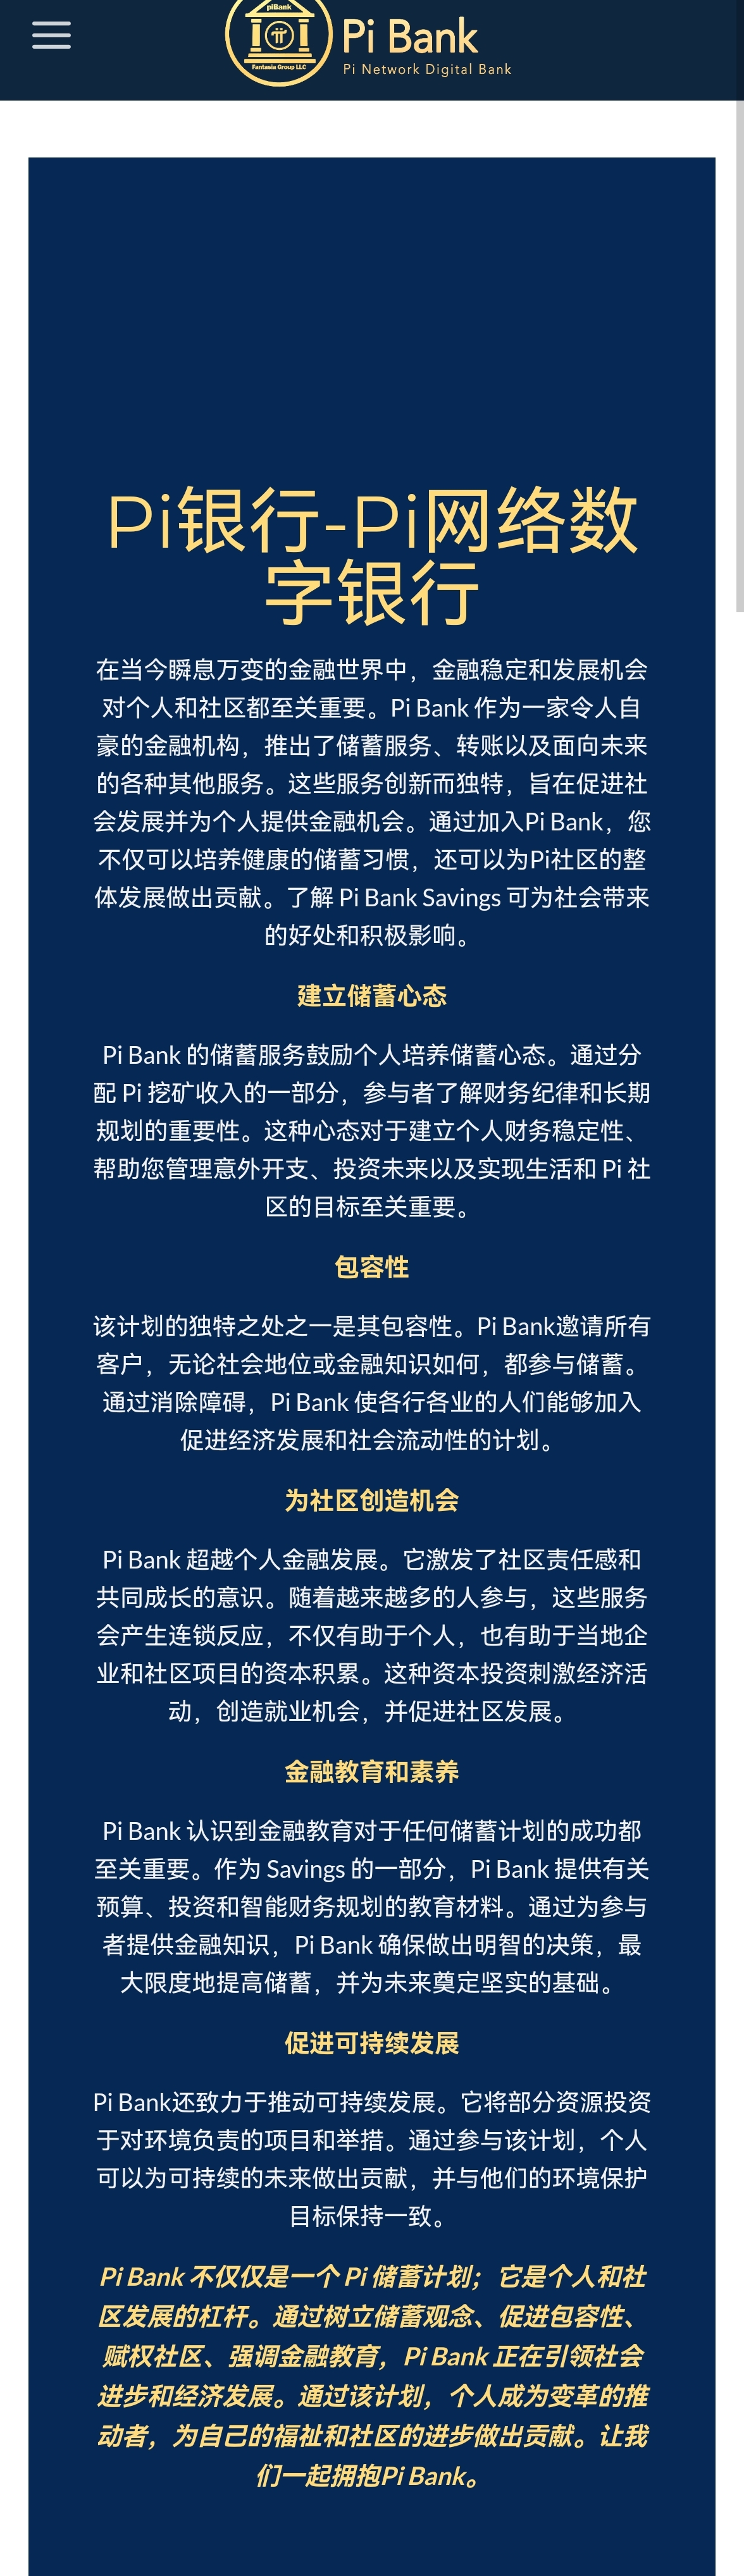 piBank
Fantasia Group LLC
Pi Bank
Pi Network Digital Bank
Pi银行-Pi网络数
字银行
在当今瞬息万变的金融世界中，金融稳定和发展机会
对个人和社区都至关重要。Pi Bank 作为一家令人自
豪的金融机构，推出了储蓄服务、转账以及面向未来
的各种其他服务。这些服务创新而独特，旨在促进社
会发展并为个人提供金融机会。通过加入Pi Bank，您
不仅可以培养健康的储蓄习惯，还可以为Pi社区的整
体发展做出贡献。了解 Pi Bank Savings 可为社会带来
的好处和积极影响。
建立储蓄心态
Pi Bank 的储蓄服务鼓励个人培养储蓄心态。通过分
配 Pi 挖矿收入的一部分，参与者了解财务纪律和长期
规划的重要性。这种心态对于建立个人财务稳定性、
帮助您管理意外开支、投资未来以及实现生活和 Pi 社
区的目标至关重要。
包容性
该计划的独特之处之一是其包容性。Pi Bank邀请所有
客户，无论社会地位或金融知识如何，都参与储蓄。
通过消除障碍，Pi Bank 使各行各业的人们能够加入
促进经济发展和社会流动性的计划。
为社区创造机会
Pi Bank 超越个人金融发展。它激发了社区责任感和
共同成长的意识。随着越来越多的人参与，这些服务
会产生连锁反应，不仅有助于个人，也有助于当地企
业和社区项目的资本积累。这种资本投资刺激经济活
动，创造就业机会，并促进社区发展。
金融教育和素养
Pi Bank 认识到金融教育对于任何储蓄计划的成功都
至关重要。作为 Savings 的一部分，Pi Bank 提供有关
预算、投资和智能财务规划的教育材料。通过为参与
者提供金融知识，Pi Bank 确保做出明智的决策，最
大限度地提高储蓄，并为未来奠定坚实的基础。
促进可持续发展
Pi Bank还致力于推动可持续发展。它将部分资源投资
于对环境负责的项目和举措。通过参与该计划，个人
可以为可持续的未来做出贡献，并与他们的环境保护
目标保持一致。
Pi Bank 不仅仅是一个 Pi 储蓄计划；它是个人和社
区发展的杠杆。通过树立储蓄观念、促进包容性、
赋权社区、强调金融教育，Pi Bank 正在引领社会
进步和经济发展。通过该计划，个人成为变革的推
动者，为自己的福祉和社区的进步做出贡献。让我
们一起拥抱Pi Bank。